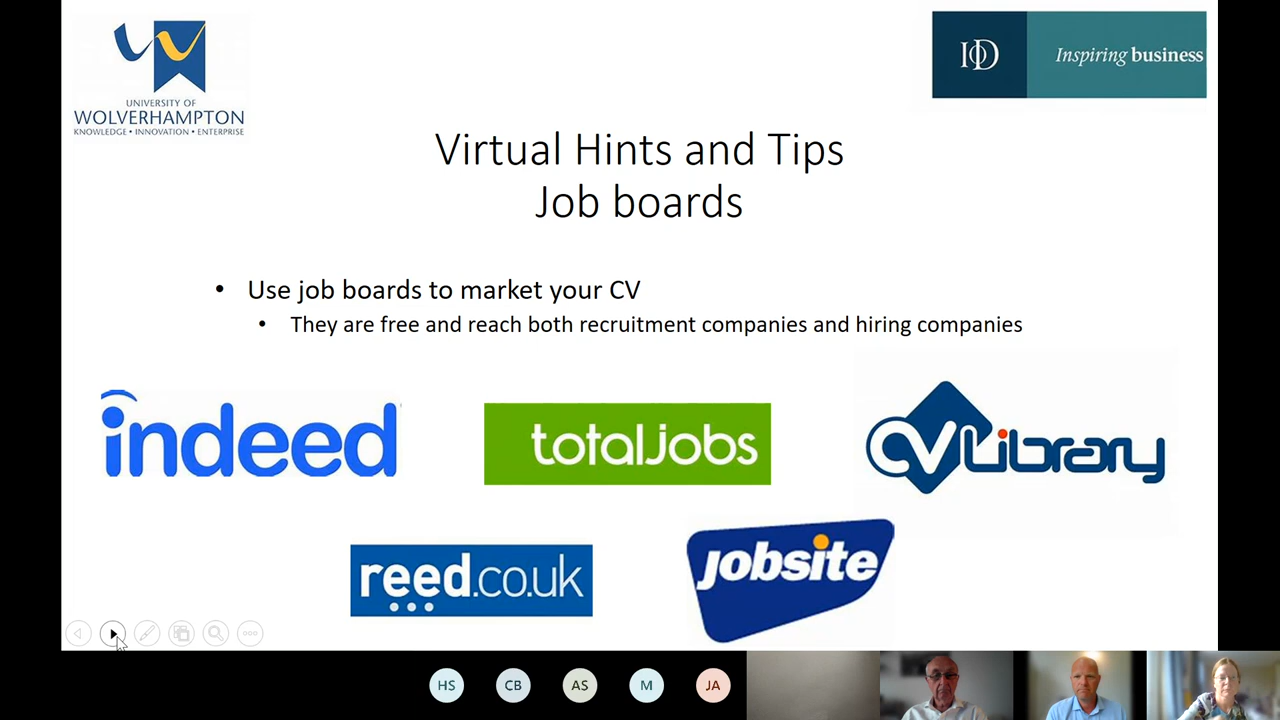 UNIVERSITY OF
WOLVERHAMPTON
KNOWLEDGE • INNOVATION • ENTERPRISE
IOD
Inspiring business
Virtual Hints and Tips
Job boards
• Use job boards to market your CV
• They are free and reach both recruitment companies and hiring companies
indeed
totaljobs
CV Library
reed.co.uk
jobsite
HS
CB
AS
M
JA